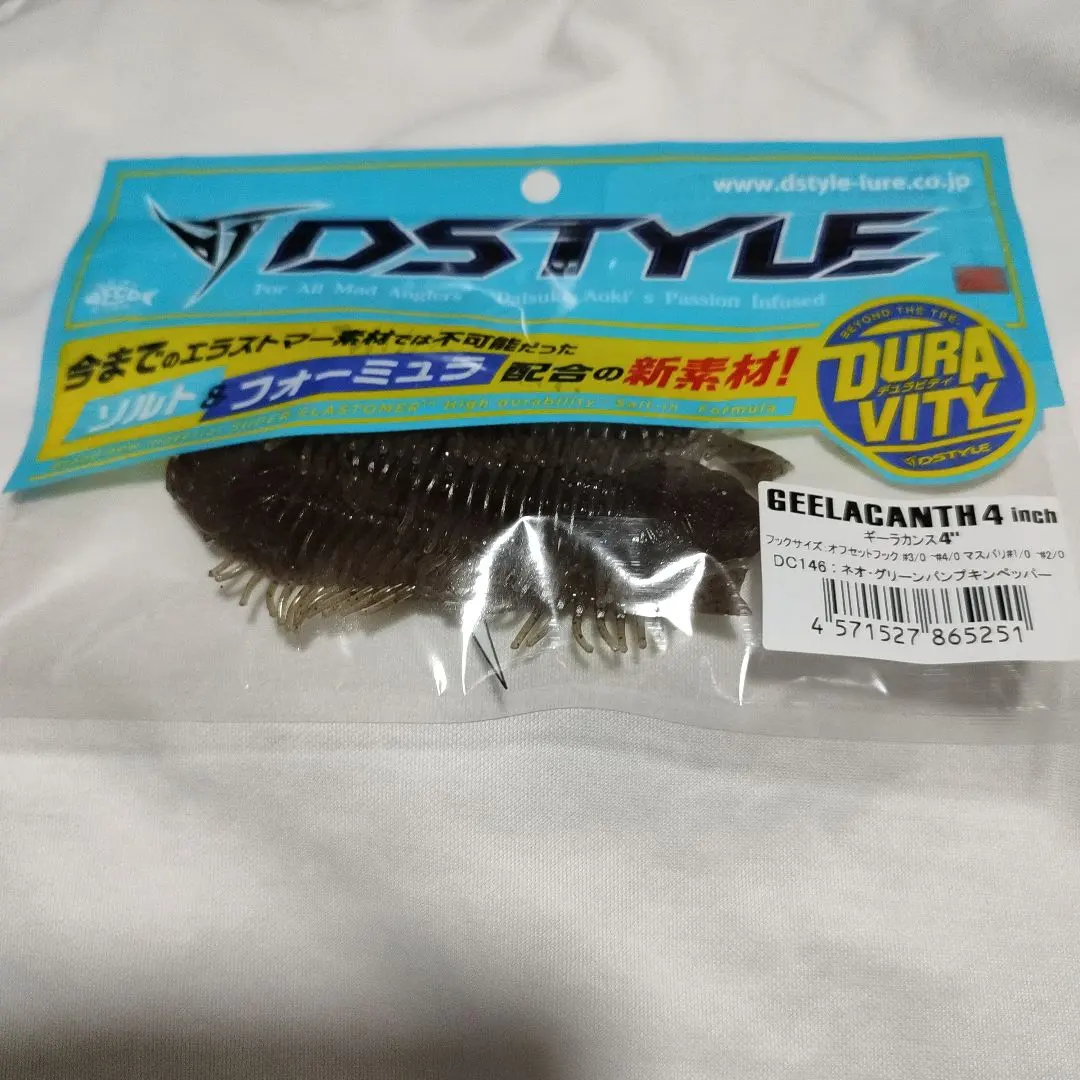 www.dstyle-lure.co.jp
DSTYLE
For All Mad Anglers Daisuke Aoki's Passion Infused
今までのエラストマー素材では不可能だった
ソルト&フォーミュラ配合の新素材!
SUPER ELASTOMER High durability Salt-in Formula
BEYOND THE TPE.
DURA
デュラビティ
VITY
DSTYLE
GEELACANTH 4 inch
ギーラカンス4"
フックサイズ:オフセットフック #3/0 ~#4/0 マスバリ#1/0 ~#2/0
DC146:ネオ・グリーンパンプキンペッパー
4 571527 865251